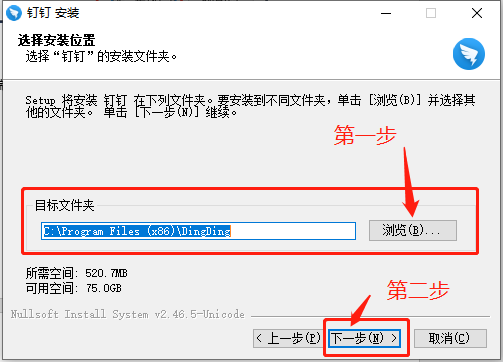 钉钉 安装
选择安装位置
选择“钉钉”的安装文件夹。
Setup 将安装 钉钉 在下列文件夹。要安装到不同文件夹，单击 [浏览(B)] 并选择其
他的文件夹。 单击 [下一步(N)] 继续。
第一步
目标文件夹
C:\Program Files (x86)\DingDing
浏览(B)...
所需空间: 520.7MB
可用空间: 75.0GB
第二步
Nullsoft Install System v2.46.5-Unicode
< 上一步(P) 下一步(N) > 取消(C)